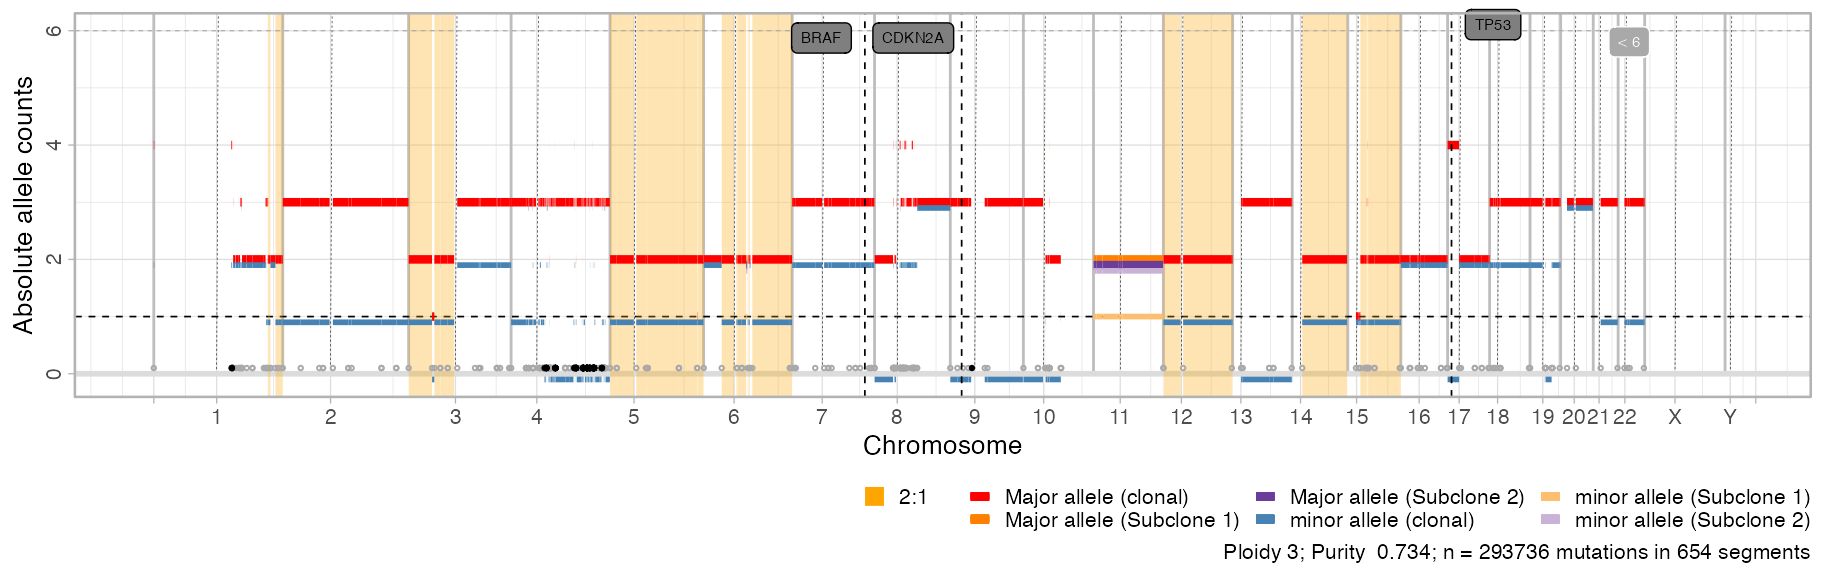 BRAF
CDKN2A
TP53
< 6
6
4
2
0
Absolute allele counts
1 2 3 4 5 6 7 8 9 10 11 12 13 14 15 16 17 18 19 20 21 22 X Y
Chromosome
2:1
Major allele (clonal)
Major allele (Subclone 1)
Major allele (Subclone 2)
minor allele (clonal)
minor allele (Subclone 1)
minor allele (Subclone 2)
Ploidy 3; Purity 0.734; n = 293736 mutations in 654 segments